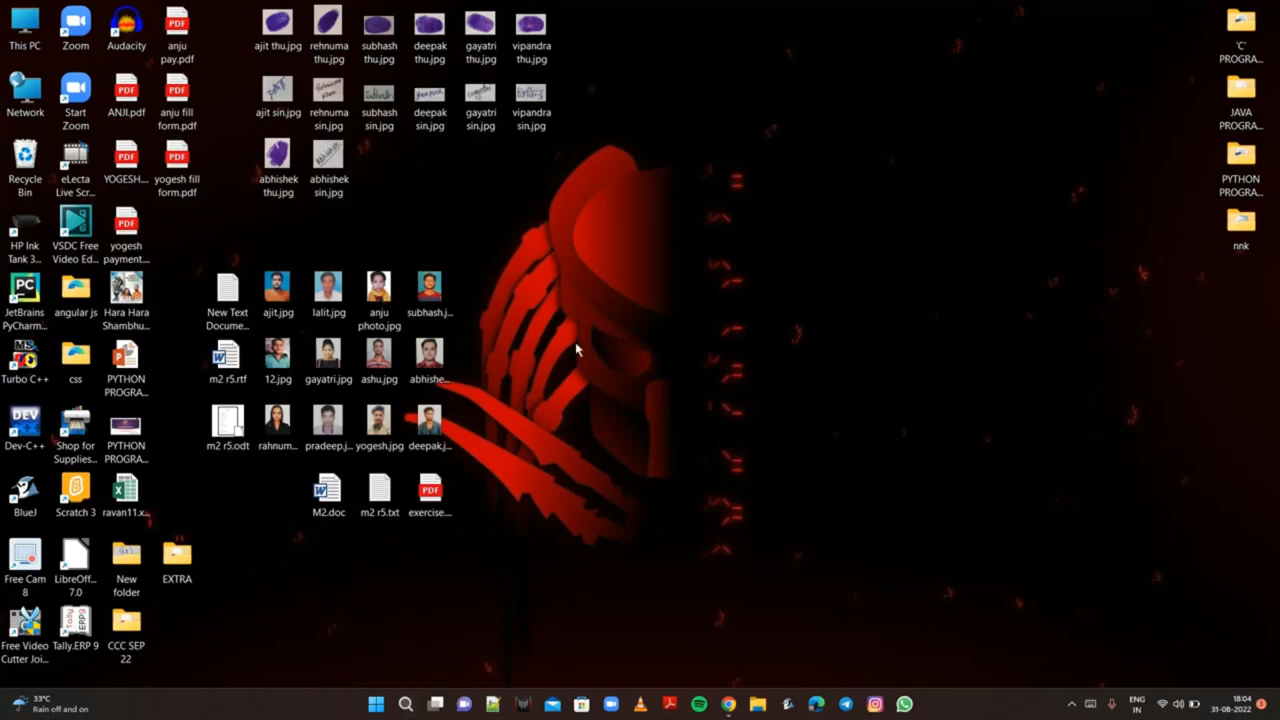 This PC
Zoom
Audacity
anju
pay.pdf
ajit thu.jpg
rehnuma
thu.jpg
subhash
thu.jpg
deepak
thu.jpg
gayatri
thu.jpg
vipandra
thu.jpg
'C'
PROGRA...
Network
Start
Zoom
ANJI.pdf
anju fill
form.pdf
ajit sin.jpg
rehnuma
sin.jpg
subhash
sin.jpg
deepak
sin.jpg
gayatri
sin.jpg
vipandra
sin.jpg
JAVA
PROGRA...
Recycle
Bin
eLecta
Live Scr...
YOGESH....
yogesh fill
form.pdf
abhishek
thu.jpg
abhishek
sin.jpg
PYTHON
PROGRA...
HP Ink
Tank 3...
VSDC Free
Video Ed...
yogesh
payment...
nnk
JetBrains
PyCharm...
angular js
Hara Hara
Shambhu...
New Text
Docume...
ajit.jpg
lalit.jpg
anju
photo.jpg
subhash.j...
Turbo C++
css
PYTHON
PROGRA...
m2 r5.rtf
12.jpg
gayatri.jpg
ashu.jpg
abhishe...
Dev-C++
Shop for
Supplies...
PYTHON
PROGRA...
m2 r5.odt
rahnum...
pradeep.j...
yogesh.jpg
deepak.j...
BlueJ
Scratch 3
ravan11.x...
M2.doc
m2 r5.txt
exercise....
Free Cam
8
LibreOff...
7.0
New
folder
EXTRA
Free Video
Cutter Joi...
Tally.ERP 9
CCC SEP
22
33°C
Rain off and on
ENG
IN
18:04
31-08-2022